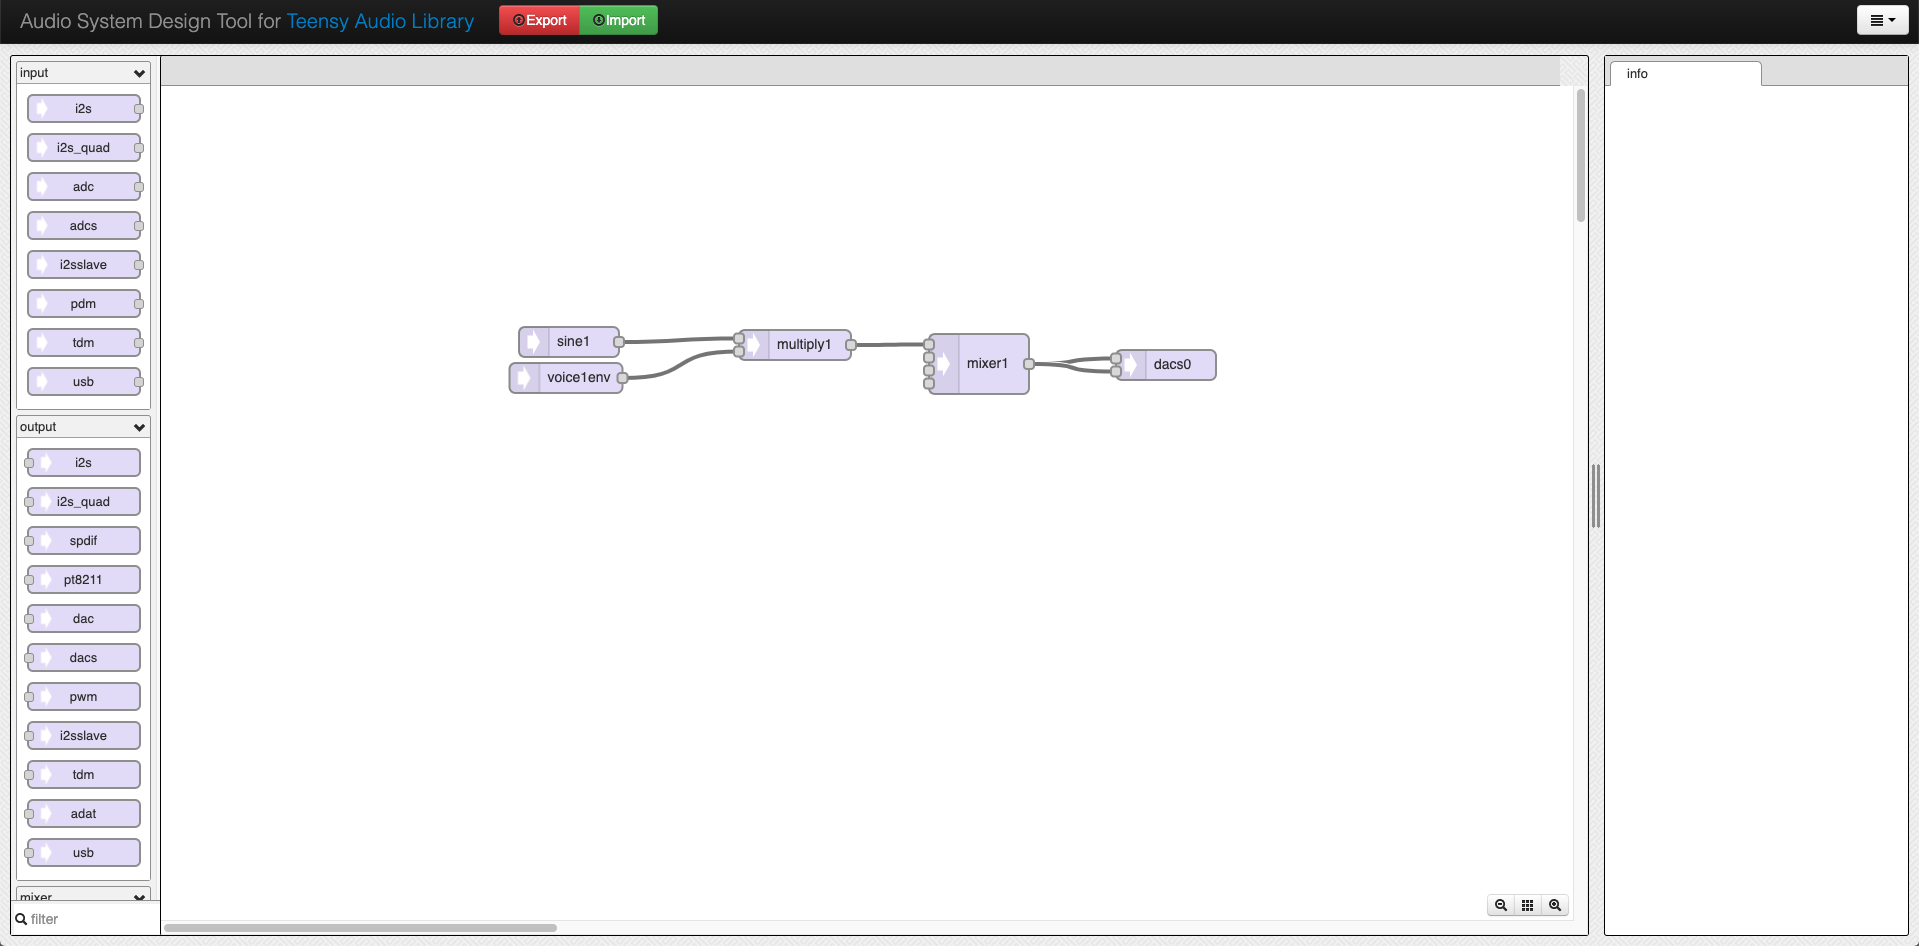 Audio System Design Tool for Teensy Audio Library
Export
Import
input
i2s
i2s_quad
adc
adcs
i2sslave
pdm
tdm
usb
output
i2s
i2s_quad
spdif
pt8211
dac
dacs
pwm
i2sslave
tdm
adat
usb
mixer
filter
sine1
voice1env
multiply1
mixer1
dacs0
info